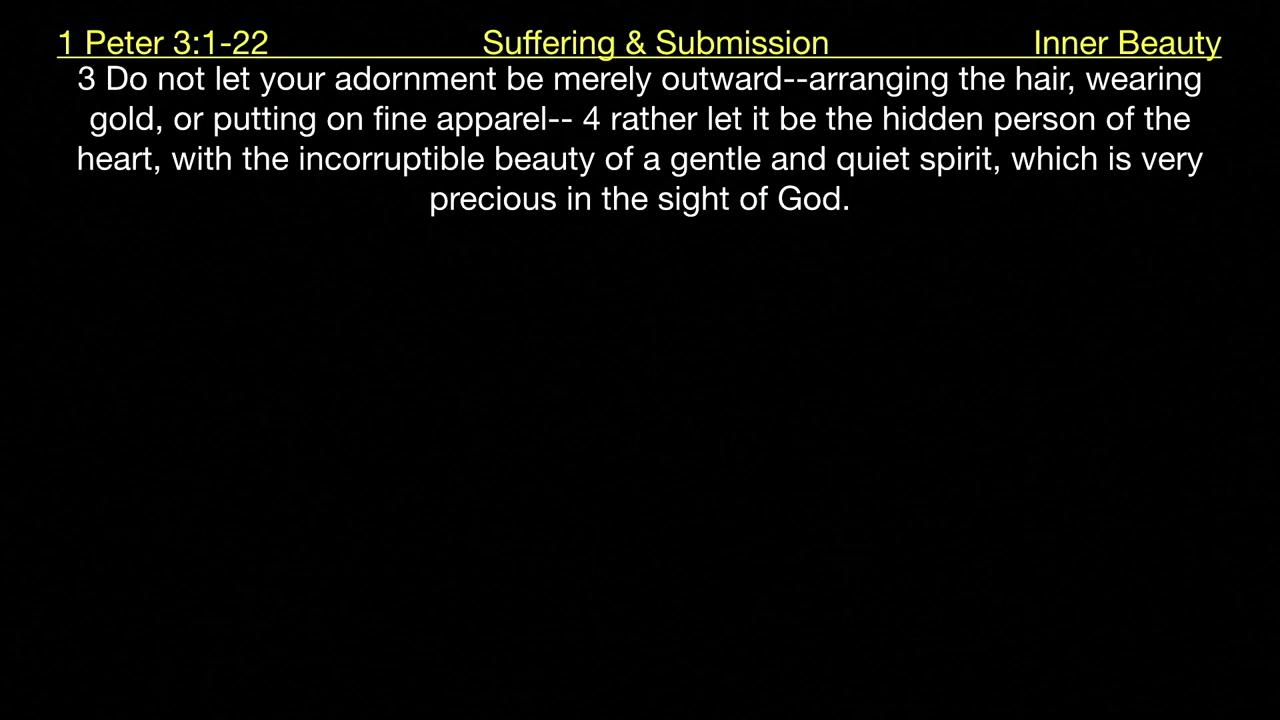 1 Peter 3:1-22 Suffering & Submission Inner Beauty
3 Do not let your adornment be merely outward--arranging the hair, wearing
gold, or putting on fine apparel-- 4 rather let it be the hidden person of the
heart, with the incorruptible beauty of a gentle and quiet spirit, which is very
precious in the sight of God.